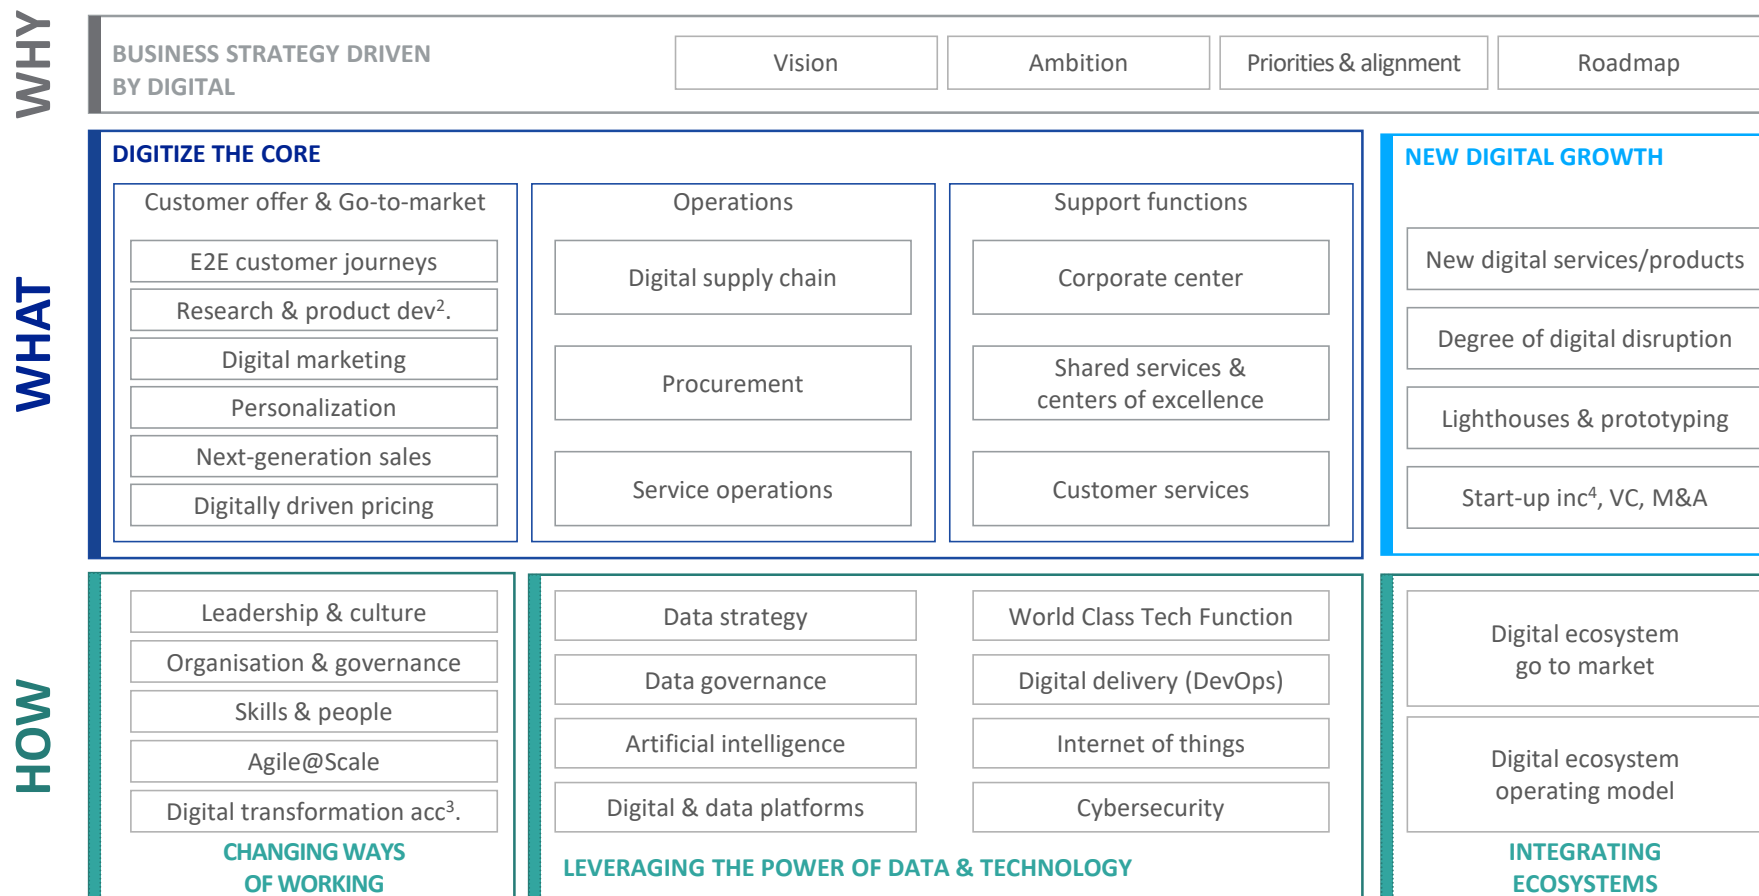 WHY
BUSINESS STRATEGY DRIVEN
BY DIGITAL
Vision
Ambition
Priorities & alignment
Roadmap
WHAT
DIGITIZE THE CORE
Customer offer & Go-to-market
E2E customer journeys
Research & product dev².
Digital marketing
Personalization
Next-generation sales
Digitally driven pricing
Operations
Digital supply chain
Procurement
Service operations
Support functions
Corporate center
Shared services &
centers of excellence
Customer services
NEW DIGITAL GROWTH
New digital services/products
Degree of digital disruption
Lighthouses & prototyping
Start-up inc⁴, VC, M&A
HOW
Leadership & culture
Organisation & governance
Skills & people
Agile@Scale
Digital transformation acc³.
CHANGING WAYS
OF WORKING
Data strategy
Data governance
Artificial intelligence
Digital & data platforms
World Class Tech Function
Digital delivery (DevOps)
Internet of things
Cybersecurity
LEVERAGING THE POWER OF DATA & TECHNOLOGY
Digital ecosystem
go to market
Digital ecosystem
operating model
INTEGRATING
ECOSYSTEMS